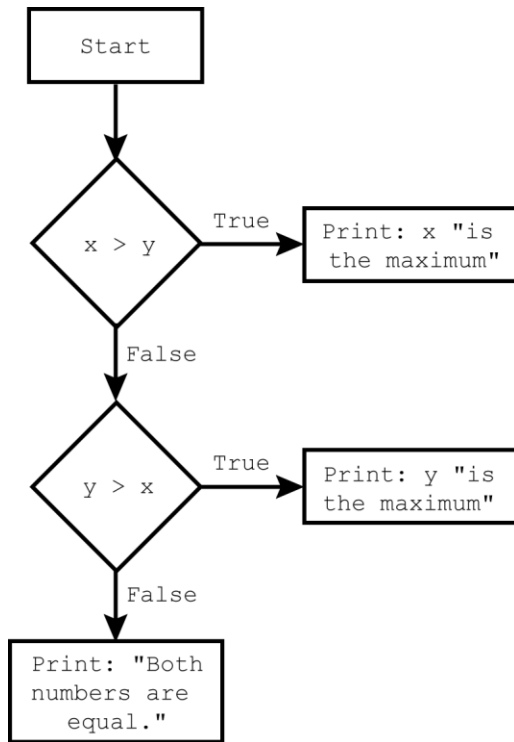 Start
x > y
True
Print: x "is
the maximum"
False
y > x
True
Print: y "is
the maximum"
False
Print: "Both
numbers are
equal."